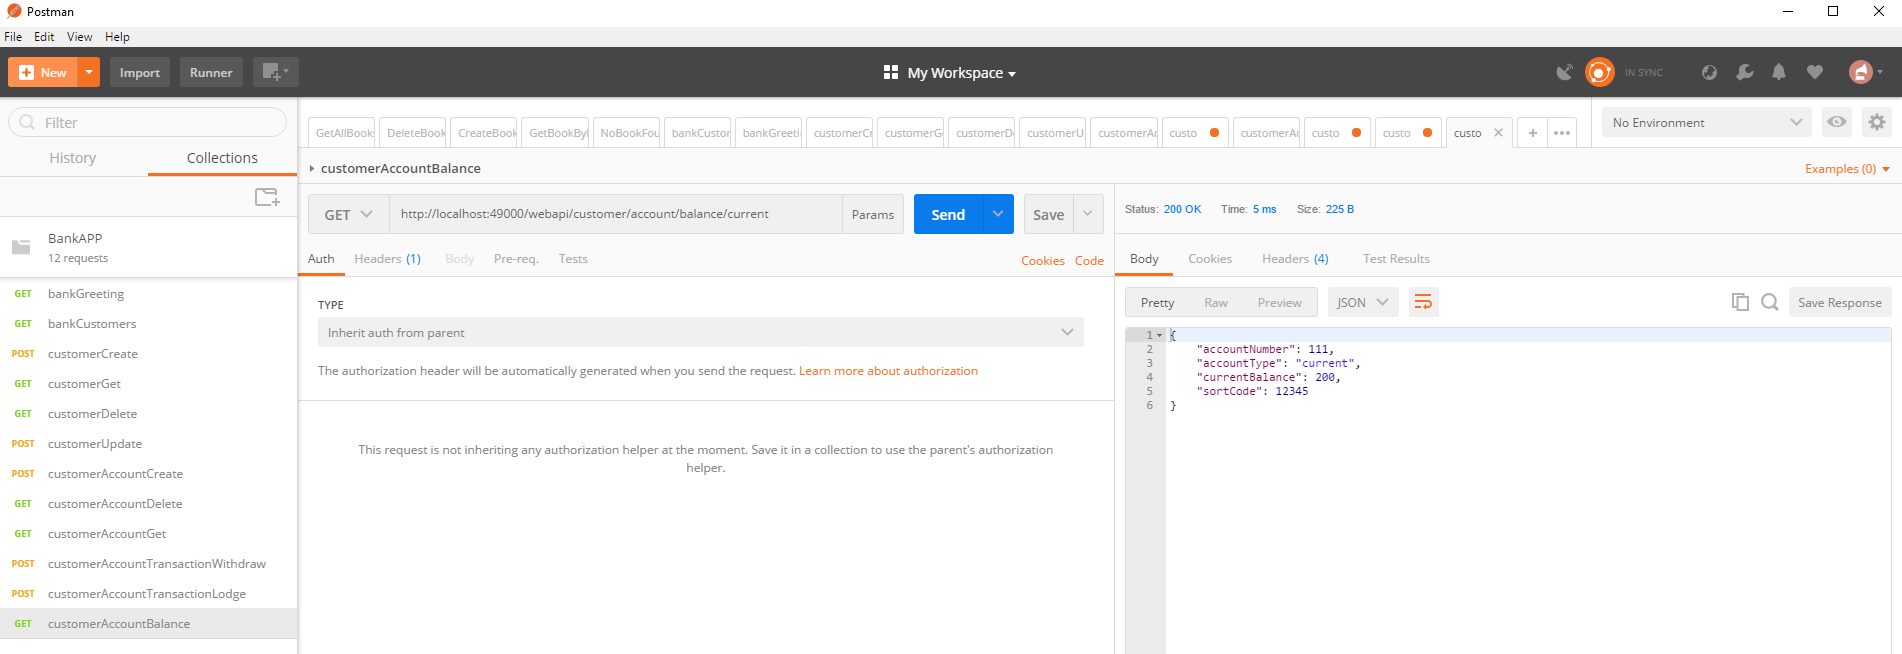 Postman
File Edit View Help
New Import Runner My Workspace IN SYNC
Filter
History Collections
BankAPP
12 requests
GET bankGreeting
GET bankCustomers
POST customerCreate
GET customerGet
GET customerDelete
POST customerUpdate
POST customerAccountCreate
GET customerAccountDelete
GET customerAccountGet
POST customerAccountTransactionWithdraw
POST customerAccountTransactionLodge
GET customerAccountBalance
GetAllBook DeleteBook CreateBook GetBookByI NoBookFou bankCustor bankGreeti customerCr customerGe customerDe customerU customerAc custo customerAc custo custo custo
No Environment
customerAccountBalance Examples (0)
GET http://localhost:49000/webapi/customer/account/balance/current Params Send Save
Auth Headers (1) Body Pre-req. Tests Cookies Code
TYPE
Inherit auth from parent
The authorization header will be automatically generated when you send the request. Learn more about authorization
This request is not inheriting any authorization helper at the moment. Save it in a collection to use the parent's authorization
helper.
Status: 200 OK Time: 5 ms Size: 225 B
Body Cookies Headers (4) Test Results
Pretty Raw Preview JSON Save Response
1 {
2 "accountNumber": 111,
3 "accountType": "current",
4 "currentBalance": 200,
5 "sortCode": 12345
6 }